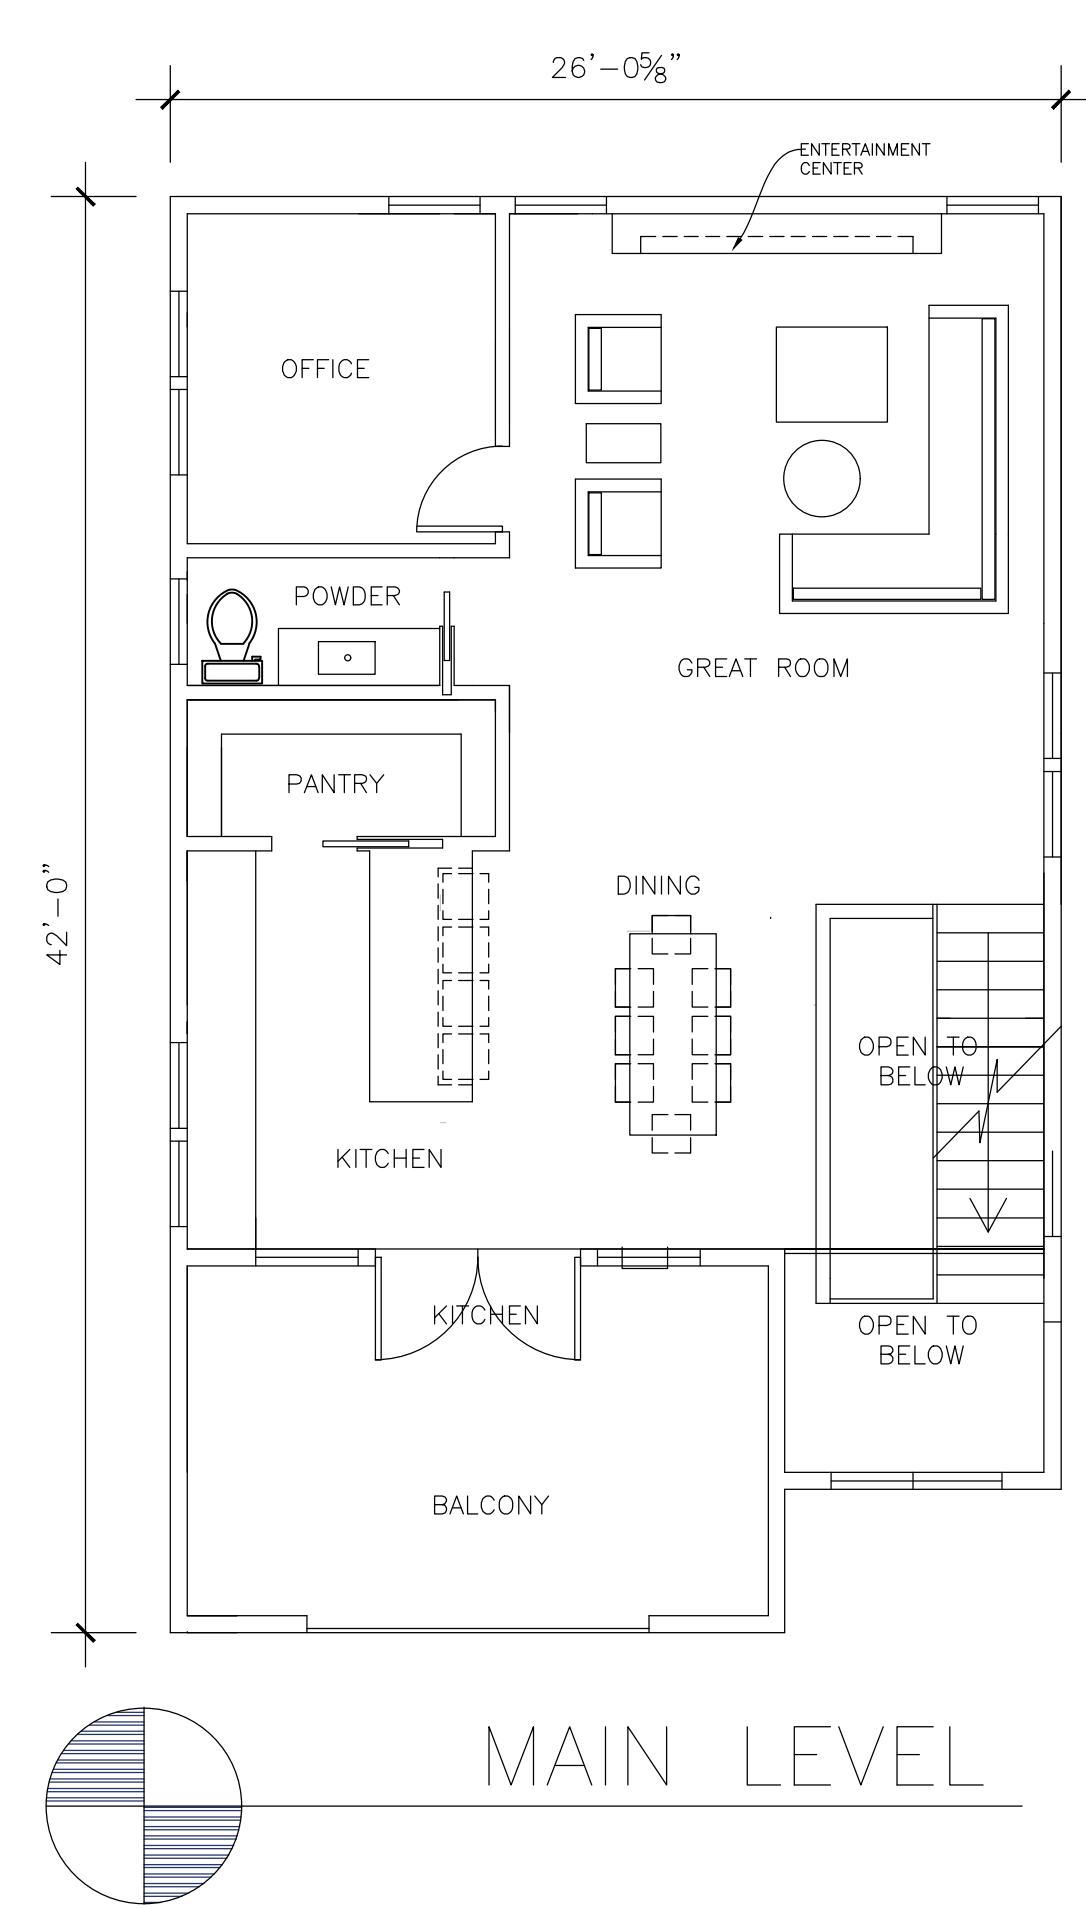 26'-0⅝"
ENTERTAINMENT
CENTER
OFFICE
POWDER
GREAT ROOM
PANTRY
42'-0"
DINING
OPEN TO
BELOW
KITCHEN
KITCHEN
OPEN TO
BELOW
BALCONY
MAIN LEVEL